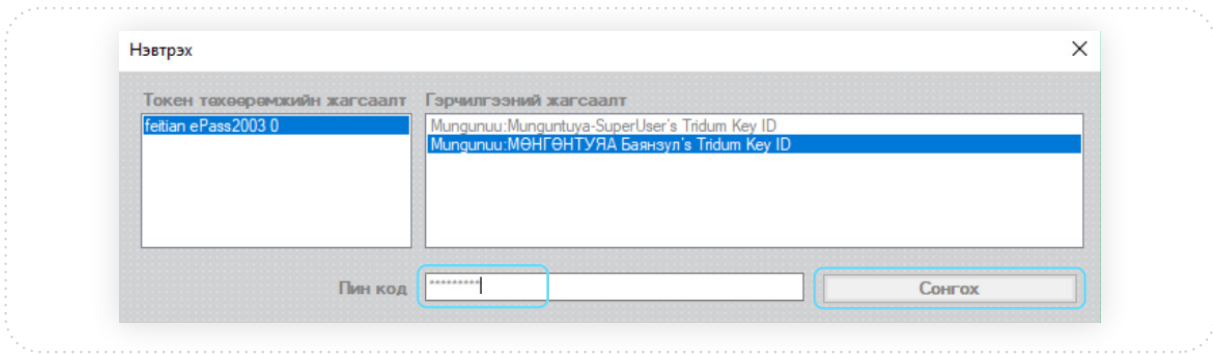 Нэвтрэх
Токен төхөөрөмжийн жагсаалт
Гэрчилгээний жагсаалт
feitian ePass2003 0
Mungunuu:Munguntuya-SuperUser's Tridum Key ID
Mungunuu:МӨНГӨНТУЯА Баянзул's Tridum Key ID
Пин код
*********
Сонгох